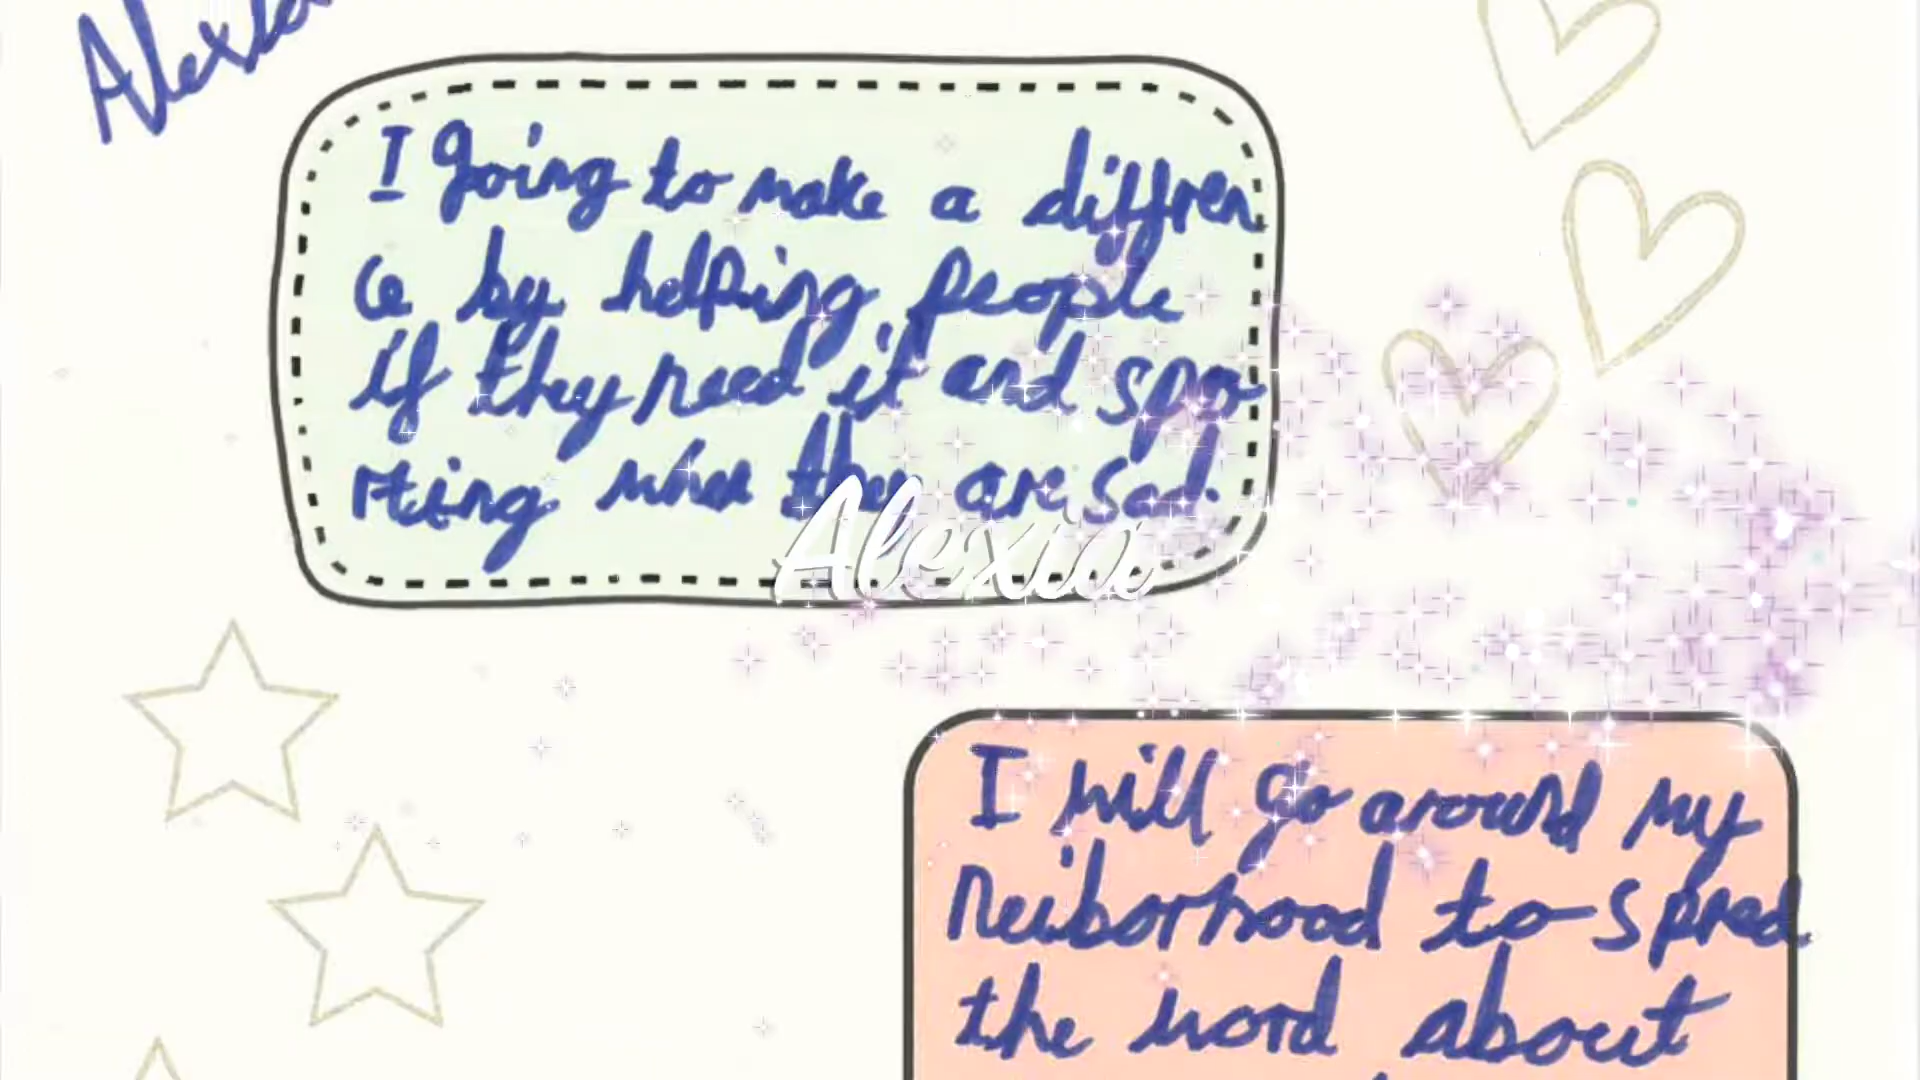 Alexia
I going to make a diffren
ce by helping people
if they need it and spo
rting when they are sad.
Alexia
I will go around my
neiborhood to spred
the word about